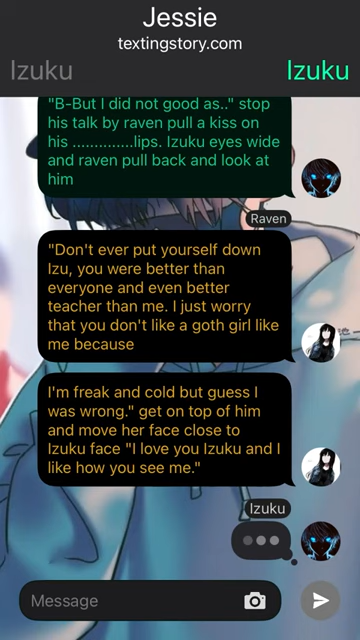 Jessie
textingstory.com
Izuku
Izuku
"B-But I did not good as.." stop
his talk by raven pull a kiss on
his ..............lips. Izuku eyes wide
and raven pull back and look at
him
Raven
"Don't ever put yourself down
Izu, you were better than
everyone and even better
teacher than me. I just worry
that you don't like a goth girl like
me because
I'm freak and cold but guess I
was wrong." get on top of him
and move her face close to
Izuku face "I love you Izuku and I
like how you see me."
Izuku
Message